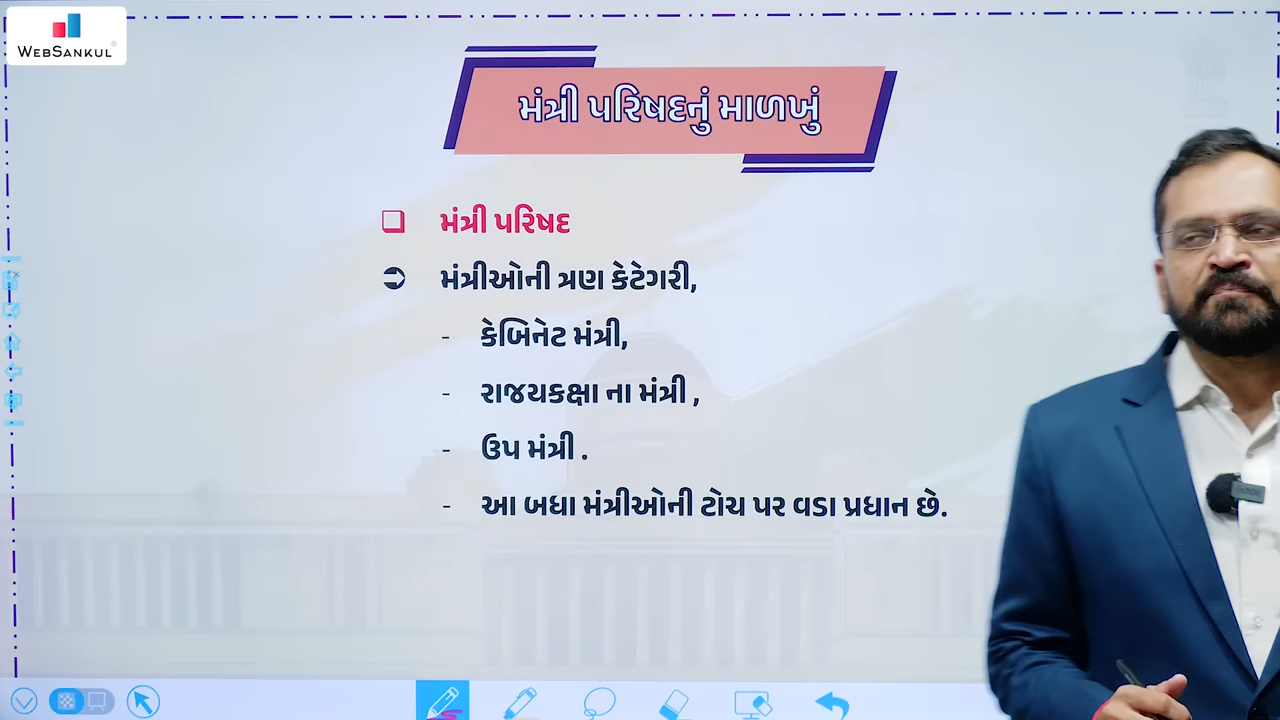 WEBSANKUL®
મંત્રી પરિષદનું માળખું
મંત્રી પરિષદ
મંત્રીઓની ત્રણ કેટેગરી,
- કેબિનેટ મંત્રી,
- રાજયકક્ષા ના મંત્રી ,
- ઉપ મંત્રી .
- આ બધા મંત્રીઓની ટોચ પર વડા પ્રધાન છે.